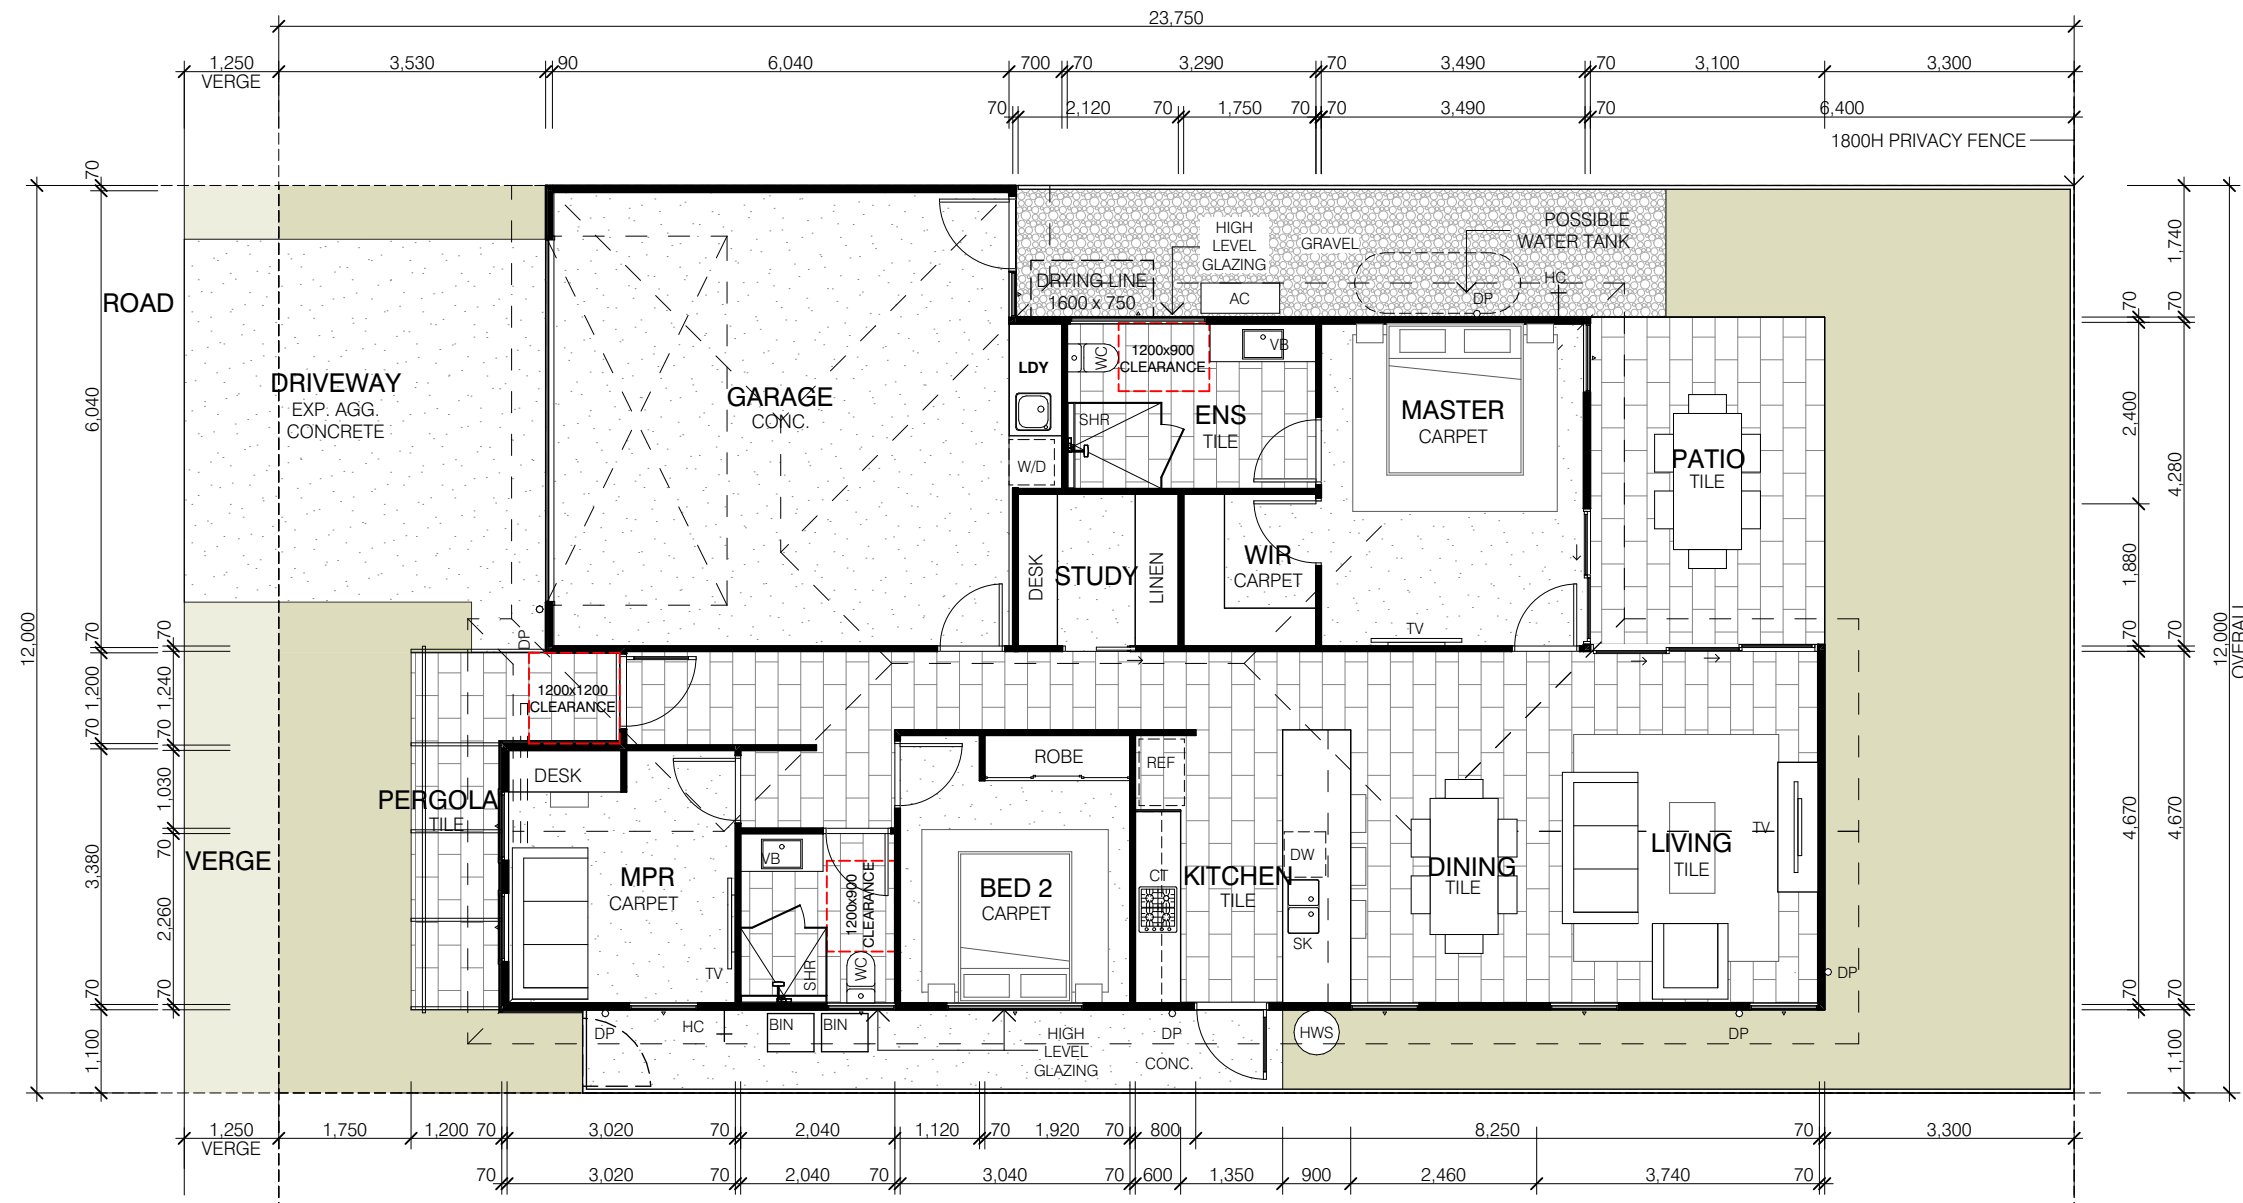 23,750
1,250 3,530 90 6,040 700 70 3,290 70 3,490 70 3,100 3,300
VERGE
70 2,120 70 1,750 70 70 3,490 70 6,400
1800H PRIVACY FENCE
70
6,040
12,000
70
1,200
70
3,380
70
1,100
70
1,240
70
1,030
70
2,260
70
ROAD
DRIVEWAY
EXP. AGG.
CONCRETE
GARAGE
CONC.
HIGH
LEVEL
GLAZING
GRAVEL
POSSIBLE
WATER TANK
DRYING LINE
1600 x 750
AC
HC
DP
LDY
W/D
WC
1200x900
CLEARANCE
VB
SHR
ENS
TILE
MASTER
CARPET
PATIO
TILE
DESK
STUDY
LINEN
WIR
CARPET
TV
DP
1200x1200
CLEARANCE
PERGOLA
TILE
VERGE
DESK
MPR
CARPET
TV
VB
SHR
1200x900
CLEARANCE
WC
ROBE
BED 2
CARPET
REF
CT
KITCHEN
TILE
DW
SK
DINING
TILE
LIVING
TILE
TV
DP
DP
HC
BIN
BIN
HIGH
LEVEL
GLAZING
DP
CONC.
HWS
DP
1,740
70
70
2,400
4,280
1,880
70
70
4,670
4,670
70
70
1,100
12,000
OVERALL
1,250 1,750 1,200 70 3,020 70 2,040 1,120 70 1,920 70 800 8,250 70 3,300
VERGE
70 3,020 70 2,040 70 3,040 70 600 1,350 900 2,460 3,740 70